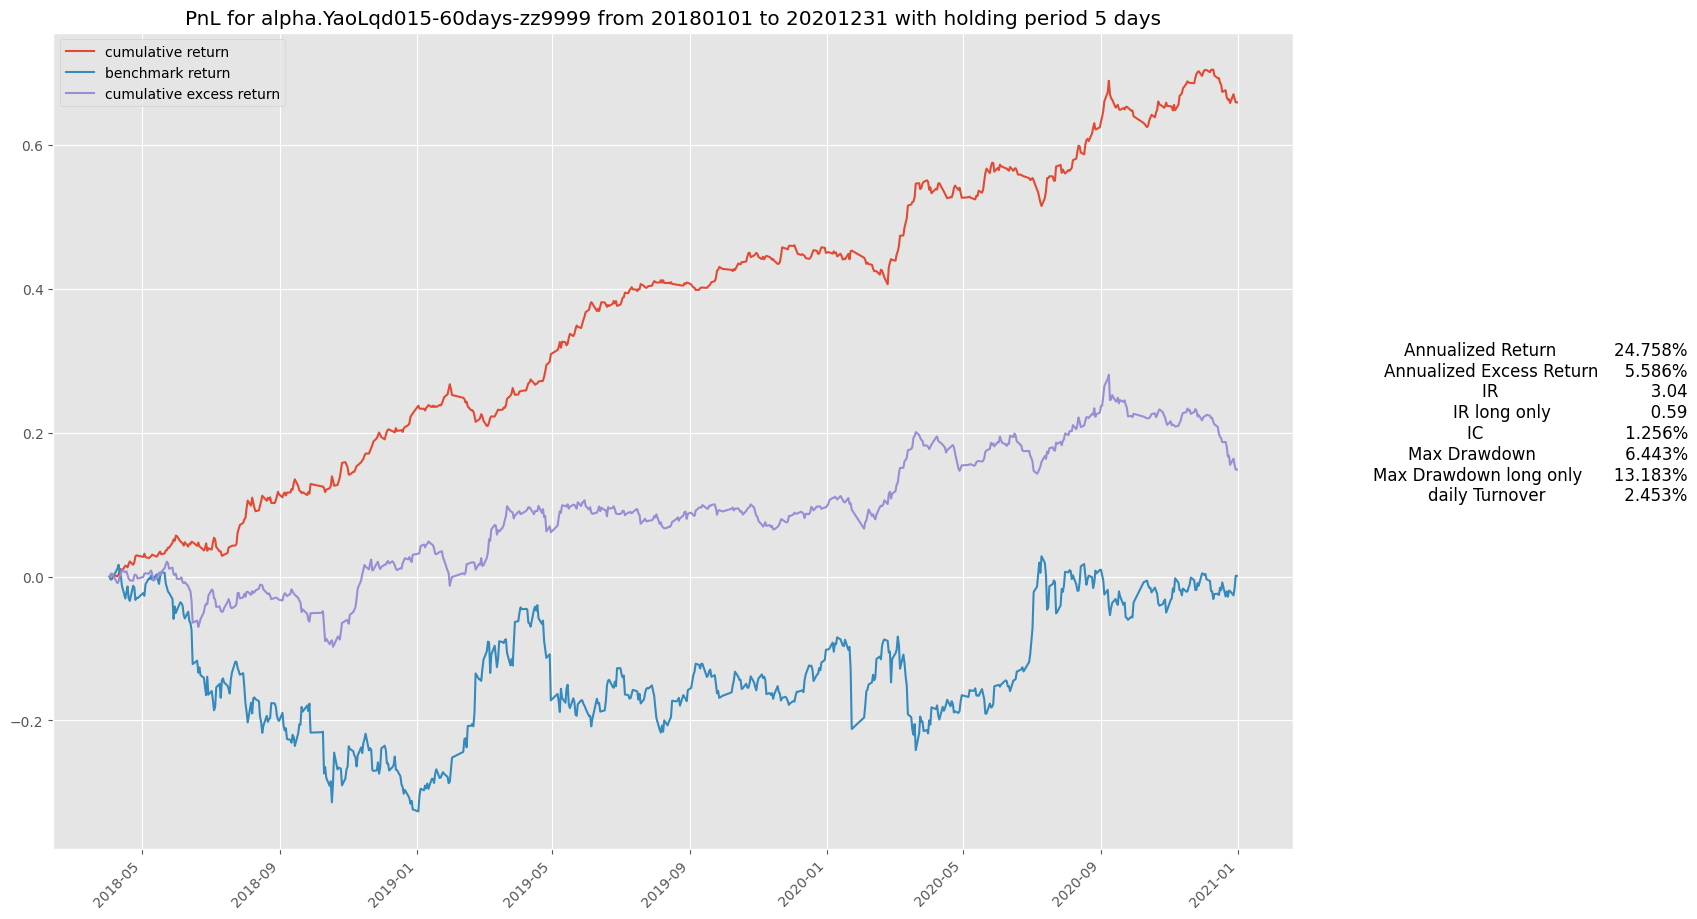 PnL for alpha.YaoLqd015-60days-zz9999 from 20180101 to 20201231 with holding period 5 days
cumulative return
benchmark return
cumulative excess return
0.6
0.4
0.2
0.0
−0.2
2018-05
2018-09
2019-01
2019-05
2019-09
2020-01
2020-05
2020-09
2021-01
Annualized Return 24.758%
Annualized Excess Return 5.586%
IR 3.04
IR long only 0.59
IC 1.256%
Max Drawdown 6.443%
Max Drawdown long only 13.183%
daily Turnover 2.453%